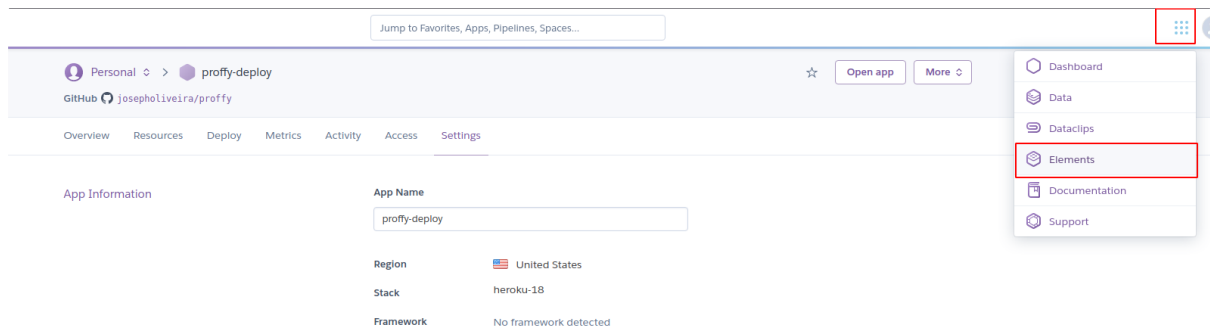 Jump to Favorites, Apps, Pipelines, Spaces...
Personal > proffy-deploy
Open app
More
GitHub josepholiveira/proffy
Dashboard
Data
Dataclips
Elements
Documentation
Support
Overview Resources Deploy Metrics Activity Access Settings
App Information
App Name
proffy-deploy
Region United States
Stack heroku-18
Framework No framework detected